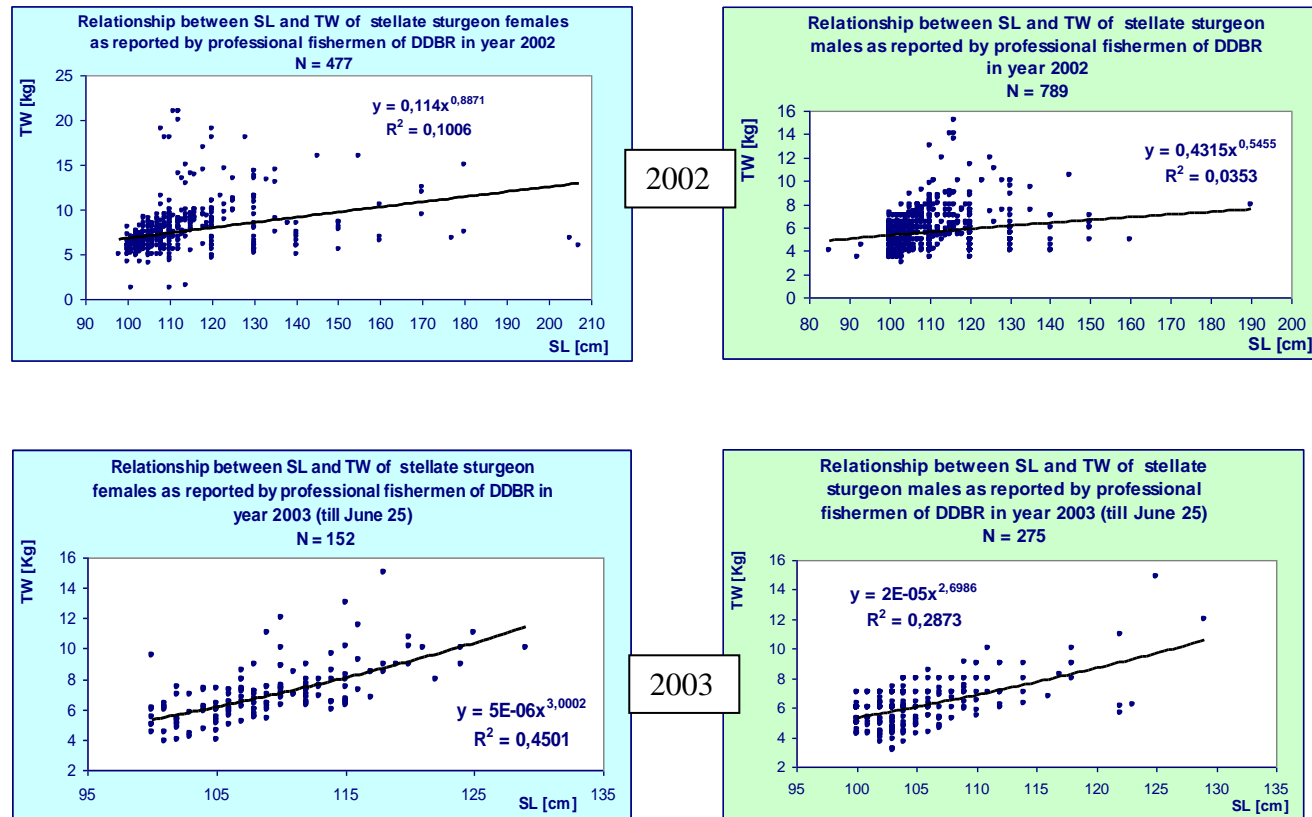 Relationship between SL and TW of stellate sturgeon females
as reported by professional fishermen of DDBR in year 2002
N = 477
TW [kg]
25
20
15
10
5
0
y = 0,114x^0,8871
R² = 0,1006
90 100 110 120 130 140 150 160 170 180 190 200 210
SL [cm]
2002
Relationship between SL and TW of stellate sturgeon
males as reported by professional fishermen of DDBR
in year 2002
N = 789
TW [kg]
16
14
12
10
8
6
4
2
0
y = 0,4315x^0,5455
R² = 0,0353
80 90 100 110 120 130 140 150 160 170 180 190 200
SL [cm]
Relationship between SL and TW of stellate sturgeon
females as reported by professional fishermen of DDBR in
year 2003 (till June 25)
N = 152
TW [Kg]
16
14
12
10
8
6
4
2
y = 5E-06x^3,0002
R² = 0,4501
95 105 115 125 135
SL [cm]
2003
Relationship between SL and TW of stellate
sturgeon males as reported by professional
fishermen of DDBR in year 2003 (till June 25)
N = 275
TW [Kg]
16
14
12
10
8
6
4
2
y = 2E-05x^2,6986
R² = 0,2873
95 100 105 110 115 120 125 130 135
SL [cm]